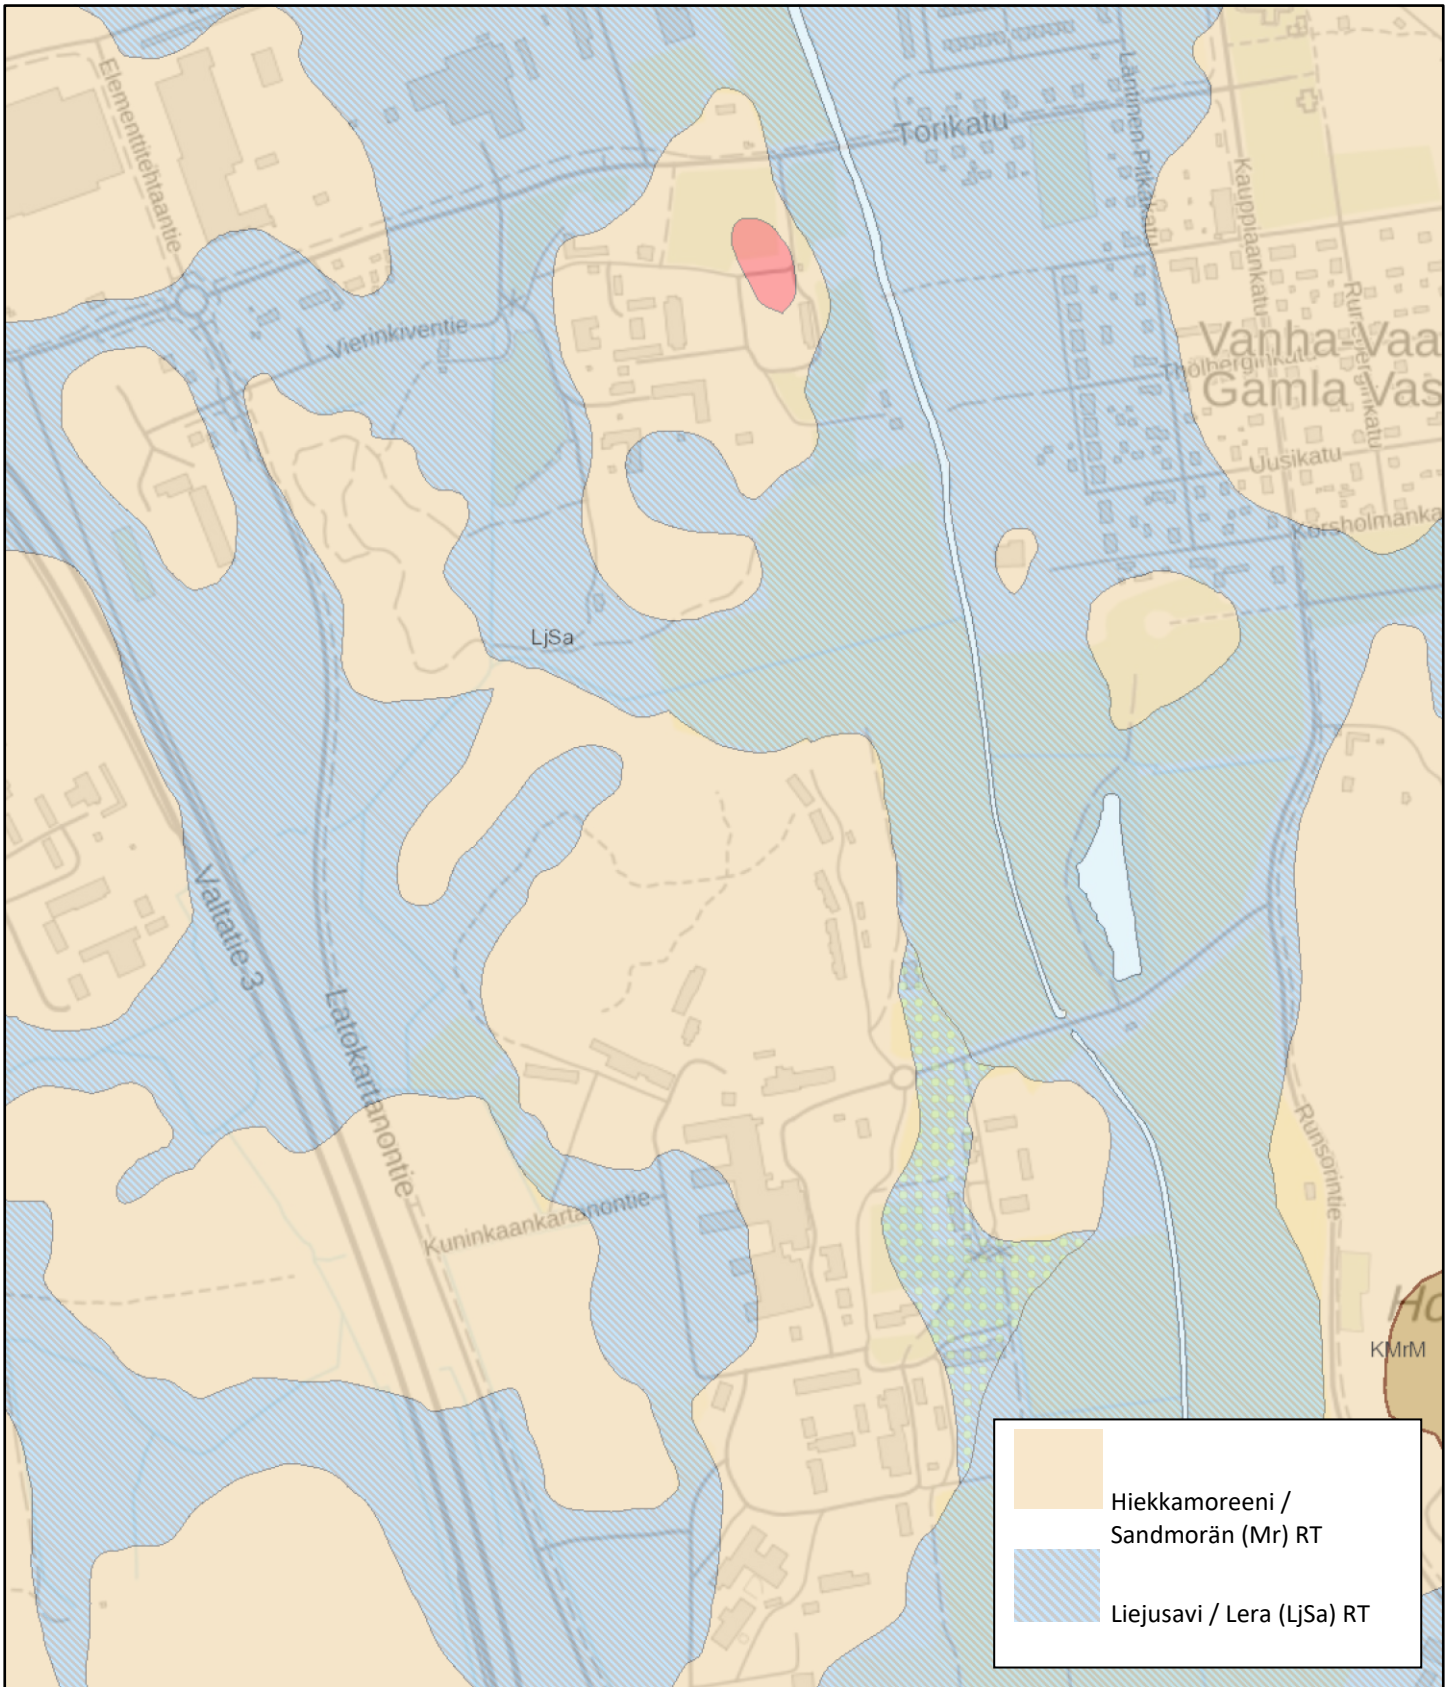 Elementtitehtaantie
Torikatu
Läntinen Pitkäkatu
Kauppiaankatu
Vierinkiventie
Vanha Vaa
Gamla Vas
Uusikatu
Korsholmanka
LjSa
Valtatie 3
Latokartanontie
Kuninkaankartanontie
Runsorintie
Ho
KMrM
Hiekkamoreeni /
Sandmorän (Mr) RT
Liejusavi / Lera (LjSa) RT